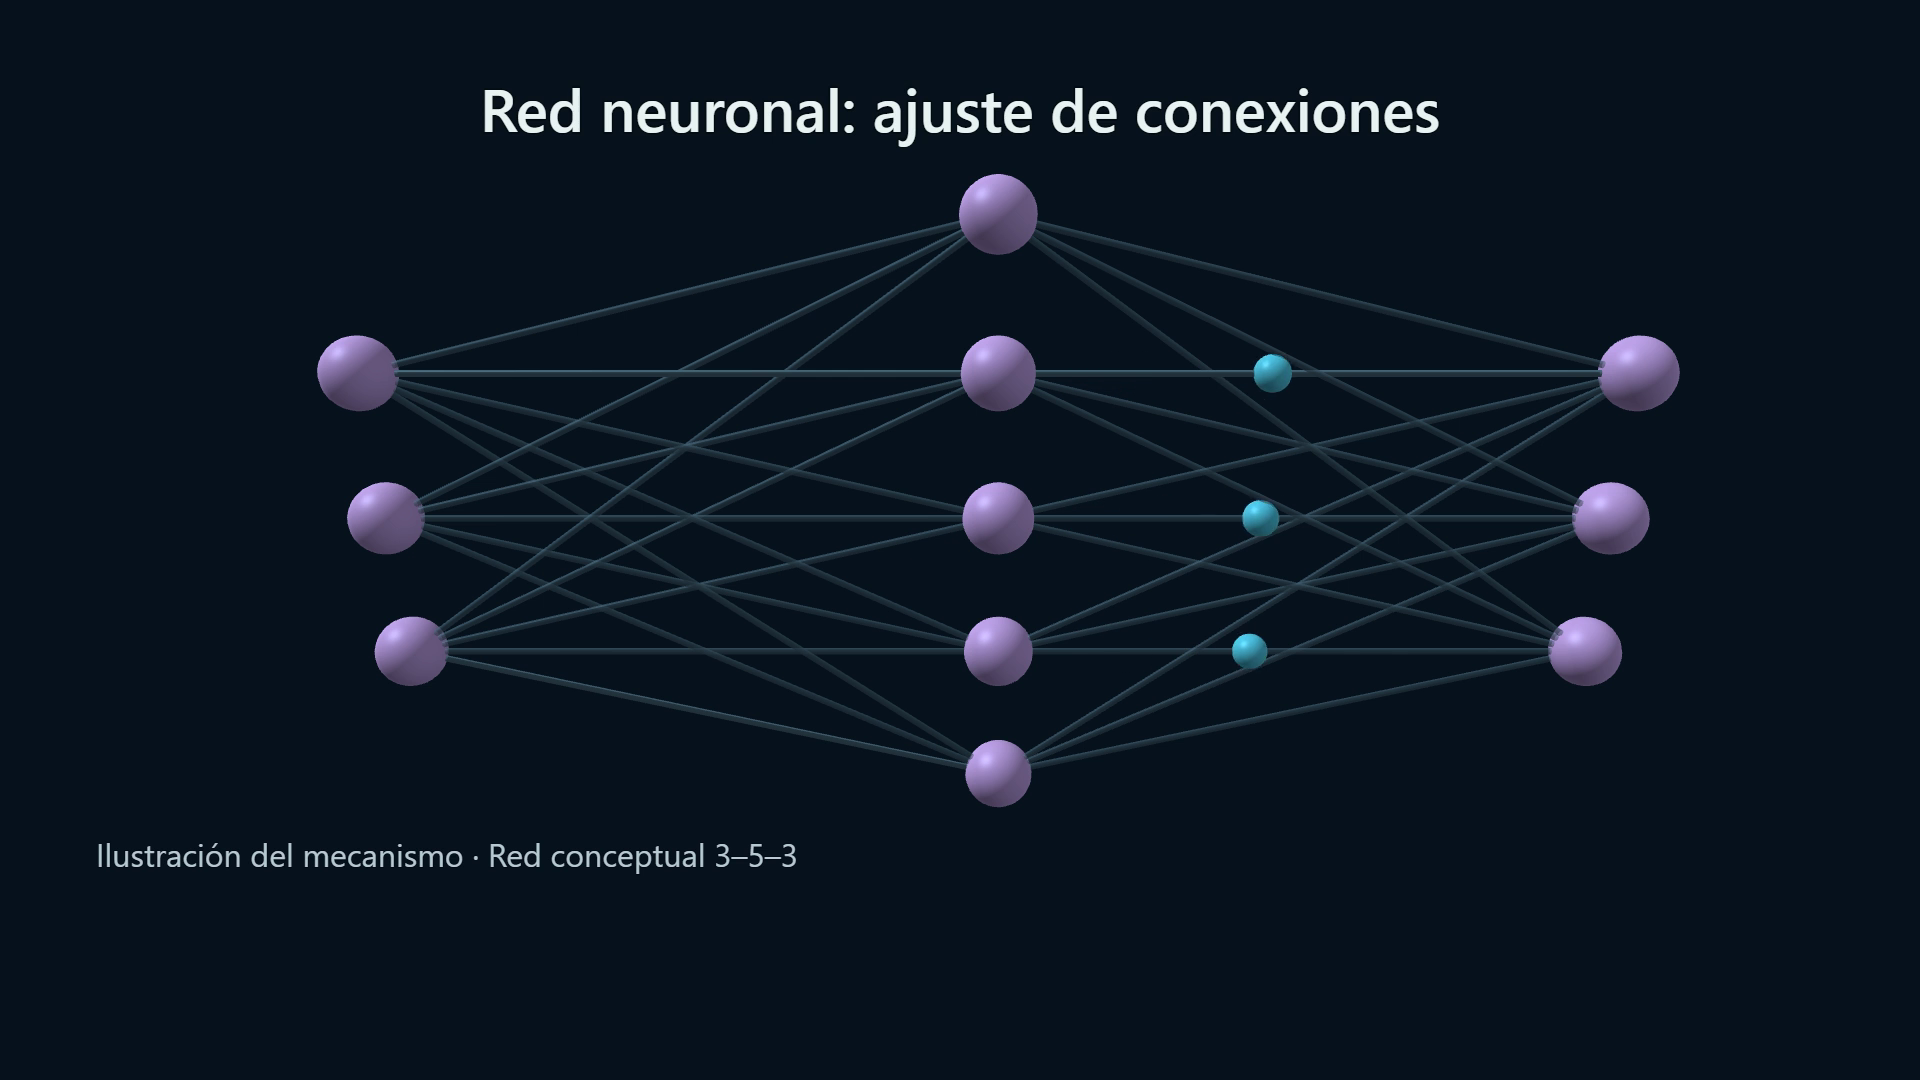 Red neuronal: ajuste de conexiones
Ilustración del mecanismo · Red conceptual 3–5–3